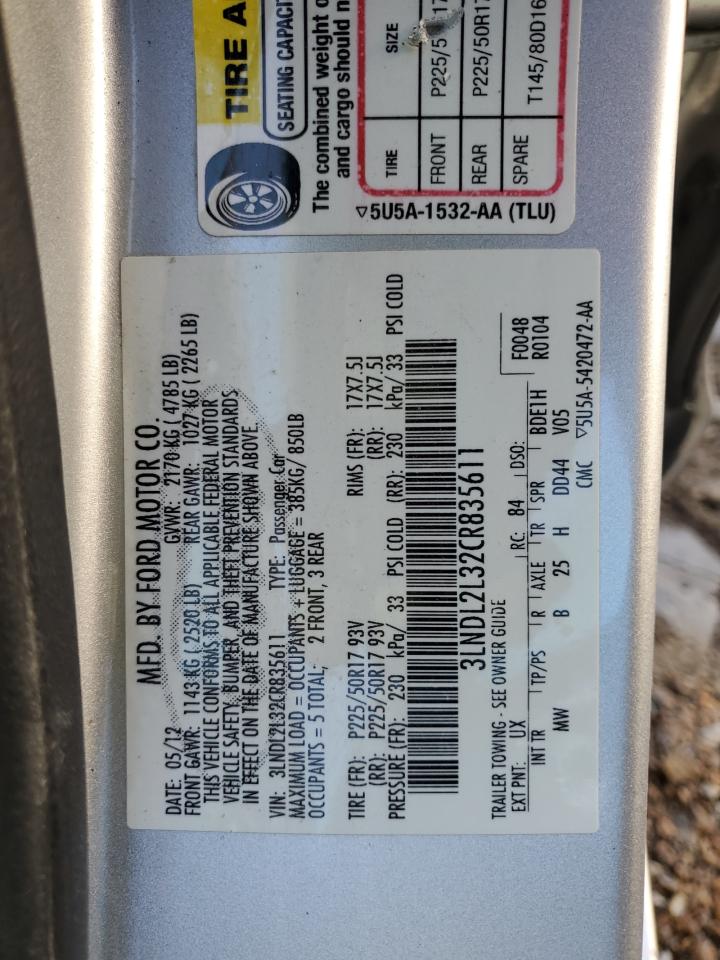 MFD. BY FORD MOTOR CO.
DATE: 05/12 GVWR: 2170 KG ( 4785 LB)
FRONT GAWR: 1143 KG ( 2520 LB) REAR GAWR: 1027 KG ( 2265 LB)
THIS VEHICLE CONFORMS TO ALL APPLICABLE FEDERAL MOTOR
VEHICLE SAFETY, BUMPER, AND THEFT PREVENTION STANDARDS
IN EFFECT ON THE DATE OF MANUFACTURE SHOWN ABOVE.
VIN: 3LNDL2L32CR835611 TYPE: Passenger Car
MAXIMUM LOAD = OCCUPANTS + LUGGAGE = 385KG/ 850LB
OCCUPANTS = 5 TOTAL; 2 FRONT, 3 REAR
TIRE (FR): P225/50R17 93V RIMS (FR): 17X7.5J
(RR): P225/50R17 93V (RR): 17X7.5J
PRESSURE (FR): 230 kPa/ 33 PSI COLD (RR): 230 kPa/ 33 PSI COLD
3LNDL2L32CR835611
TRAILER TOWING - SEE OWNER GUIDE F0048
R0104
EXT PNT: UX RC: 84 DSO:
INT TR TP/PS R AXLE TR SPR BDE1H
MW B 25 H DD44 V05
CMC ▽5U5A-5420472-AA
TIRE A
SEATING CAPACI
The combined weight o
and cargo should n
TIRE SIZE
FRONT P225/5 17
REAR P225/50R17
SPARE T145/80D16
▽5U5A-1532-AA (TLU)